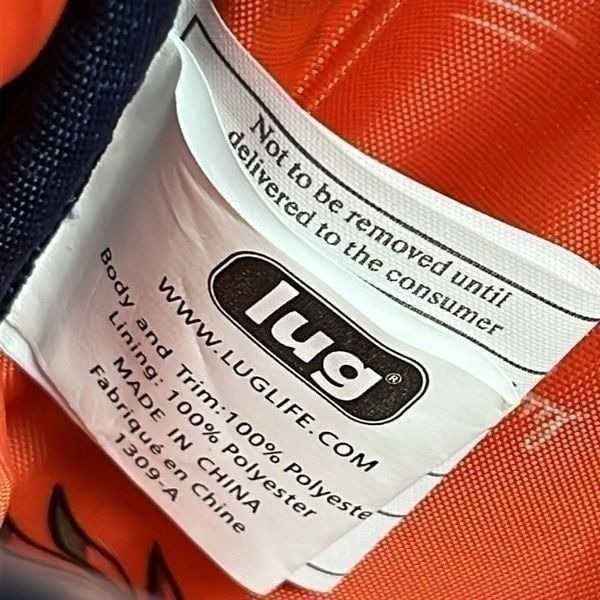 Not to be removed until
delivered to the consumer
lug®
WWW.LUGLIFE.COM
Body and Trim:100% Polyeste
Lining: 100% Polyester
MADE IN CHINA
Fabriqué en Chine
1309-A